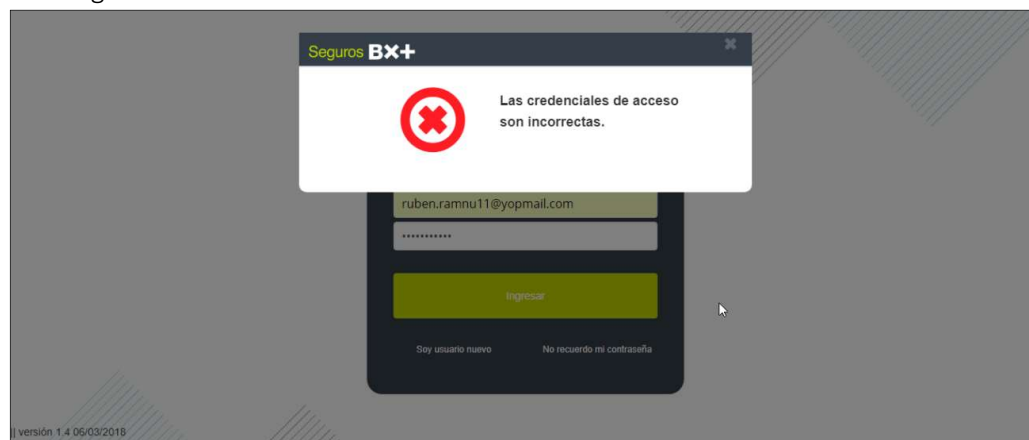 Seguros BX+
Las credenciales de acceso
son incorrectas.
ruben.ramnu11@yopmail.com
Ingresar
Soy usuario nuevo No recuerdo mi contraseña
|| versión 1.4 06/03/2018